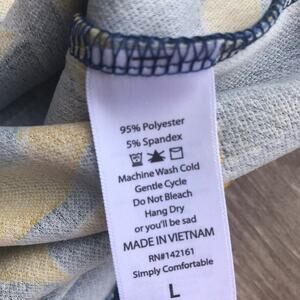 95% Polyester
5% Spandex
Machine Wash Cold
Gentle Cycle
Do Not Bleach
Hang Dry
or you'll be sad
MADE IN VIETNAM
RN#142161
Simply Comfortable
L